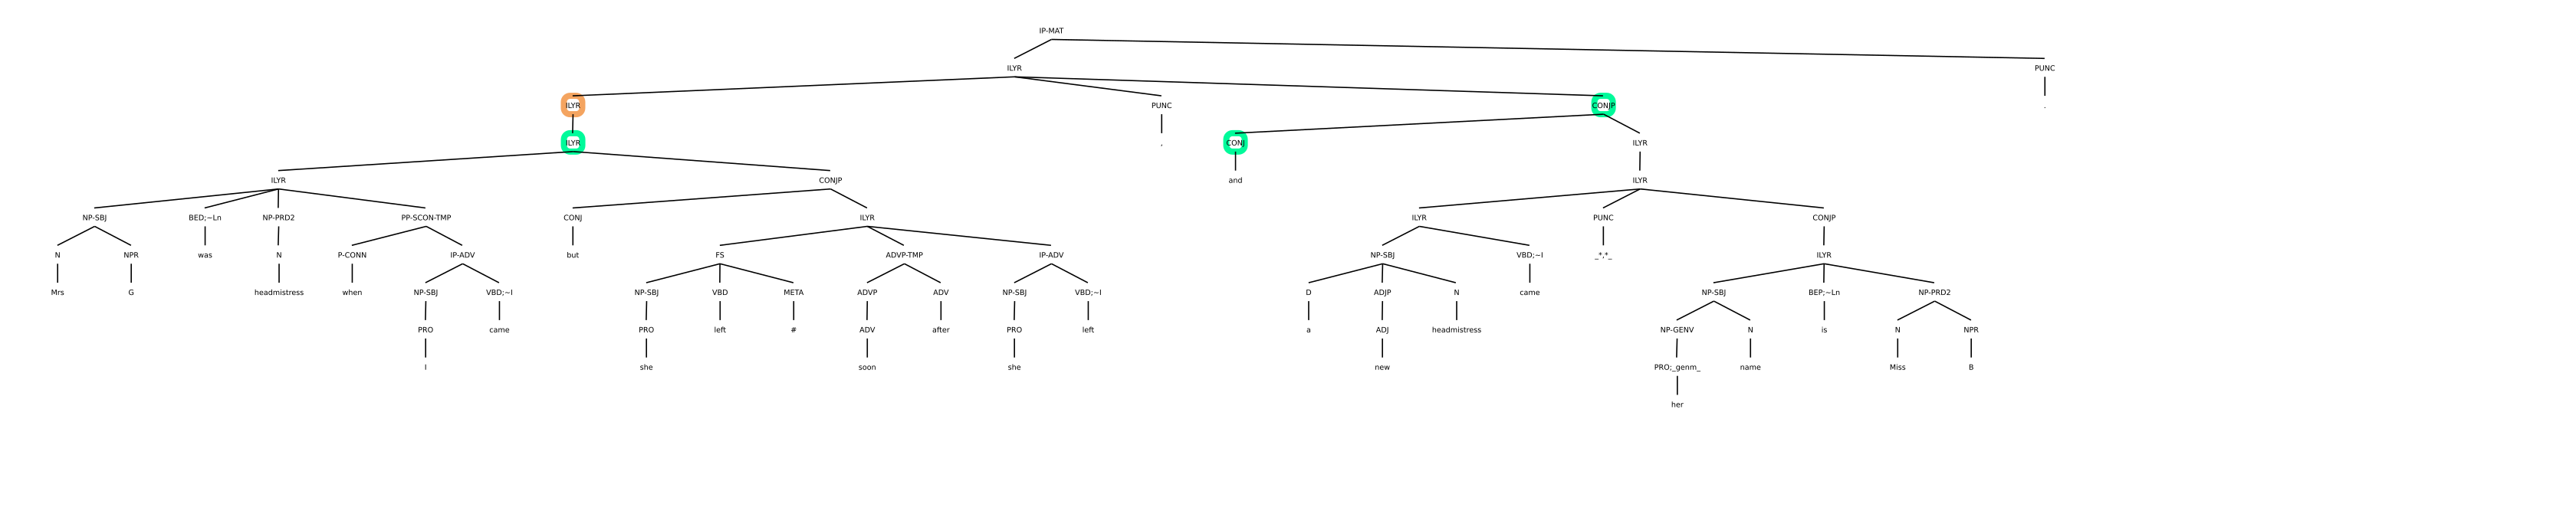 IP-MAT
ILYR PUNC
ILYR PUNC CONJP .
ILYR , CONJ ILYR
ILYR CONJP and ILYR
NP-SBJ BED;~Ln NP-PRD2 PP-SCON-TMP CONJ ILYR ILYR PUNC CONJP
N NPR was N P-CONN IP-ADV but FS ADVP-TMP IP-ADV NP-SBJ VBD;~I _*,*_ ILYR
Mrs G headmistress when NP-SBJ VBD;~I NP-SBJ VBD META ADVP ADV NP-SBJ VBD;~I D ADJP N came NP-SBJ BEP;~Ln NP-PRD2
PRO came PRO left # ADV after PRO left a ADJ headmistress NP-GENV N is N NPR
I she soon she new PRO;_genm_ name Miss B
her